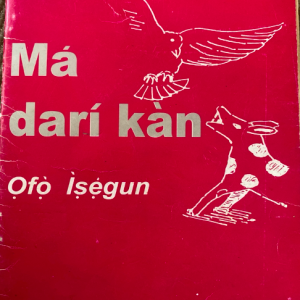 Má
darí kàn
Ọfọ̀ Ìṣẹ́gun